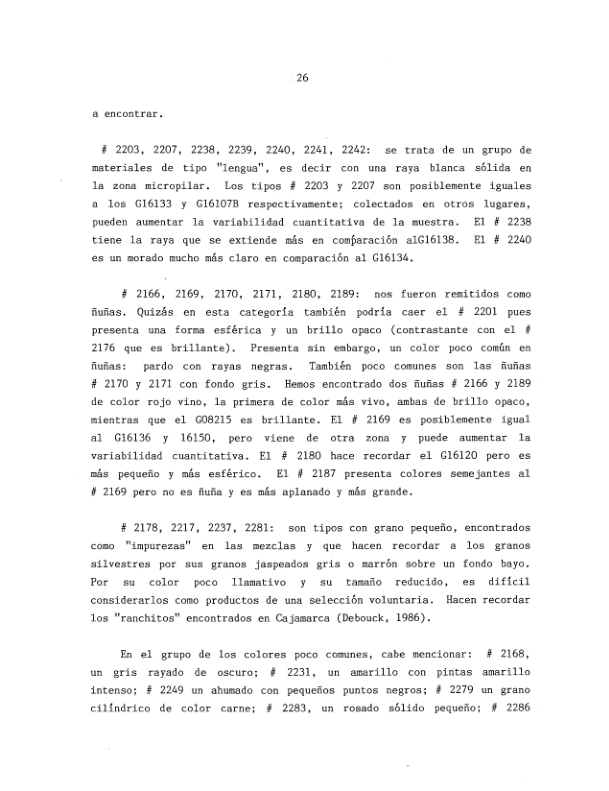 26
a encontrar.
# 2203, 2207, 2238, 2239, 2240, 2241, 2242: se trata de un grupo de
materiales de tipo "lengua", es decir con una raya blanca sólida en
la zona micropilar. Los tipos # 2203 y 2207 son posiblemente iguales
a los G16133 y G16107B respectivamente; colectados en otros lugares,
pueden aumentar la variabilidad cuantitativa de la muestra. El # 2238
tiene la raya que se extiende más en comparación alG16138. El # 2240
es un morado mucho más claro en comparación al G16134.
# 2166, 2169, 2170, 2171, 2180, 2189: nos fueron remitidos como
ñuñas. Quizás en esta categoría también podría caer el # 2201 pues
presenta una forma esférica y un brillo opaco (contrastante con el #
2176 que es brillante). Presenta sin embargo, un color poco común en
ñuñas: pardo con rayas negras. También poco comunes son las ñuñas
# 2170 y 2171 con fondo gris. Hemos encontrado dos ñuñas # 2166 y 2189
de color rojo vino, la primera de color más vivo, ambas de brillo opaco,
mientras que el G08215 es brillante. El # 2169 es posiblemente igual
al G16136 y 16150, pero viene de otra zona y puede aumentar la
variabilidad cuantitativa. El # 2180 hace recordar el G16120 pero es
más pequeño y más esférico. El # 2187 presenta colores semejantes al
# 2169 pero no es ñuña y es más aplanado y más grande.
# 2178, 2217, 2237, 2281: son tipos con grano pequeño, encontrados
como "impurezas" en las mezclas y que hacen recordar a los granos
silvestres por sus granos jaspeados gris o marrón sobre un fondo bayo.
Por su color poco llamativo y su tamaño reducido, es difícil
considerarlos como productos de una selección voluntaria. Hacen recordar
los "ranchitos" encontrados en Cajamarca (Debouck, 1986).
En el grupo de los colores poco comunes, cabe mencionar: # 2168,
un gris rayado de oscuro; # 2231, un amarillo con pintas amarillo
intenso; # 2249 un ahumado con pequeños puntos negros; # 2279 un grano
cilíndrico de color carne; # 2283, un rosado sólido pequeño; # 2286